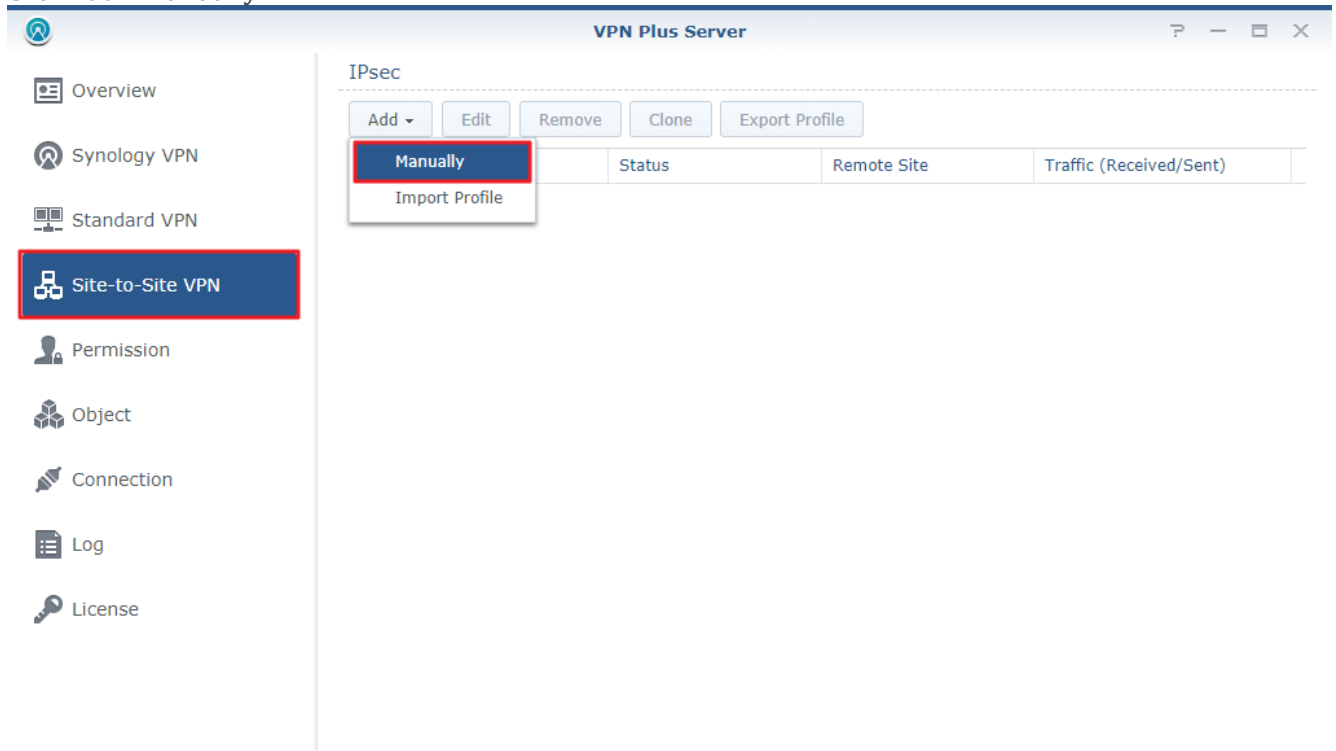 VPN Plus Server
Overview
Synology VPN
Standard VPN
Site-to-Site VPN
Permission
Object
Connection
Log
License
IPsec
Add Edit Remove Clone Export Profile
Manually
Import Profile
Status Remote Site Traffic (Received/Sent)